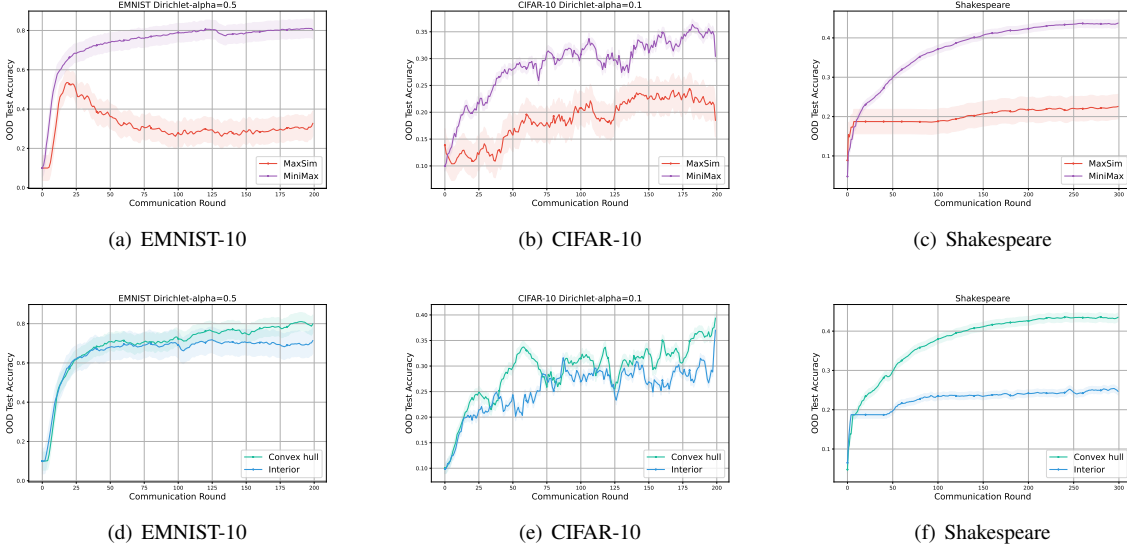 EMNIST Dirichlet-alpha=0.5
OOD Test Accuracy
0.8
0.6
0.4
0.2
0.0
0 25 50 75 100 125 150 175 200
Communication Round
MaxSim
MiniMax
(a) EMNIST-10
CIFAR-10 Dirichlet-alpha=0.1
OOD Test Accuracy
0.35
0.30
0.25
0.20
0.15
0.10
0 25 50 75 100 125 150 175 200
Communication Round
MaxSim
MiniMax
(b) CIFAR-10
Shakespeare
OOD Test Accuracy
0.4
0.3
0.2
0.1
0 50 100 150 200 250 300
Communication Round
MaxSim
MiniMax
(c) Shakespeare
EMNIST Dirichlet-alpha=0.5
OOD Test Accuracy
0.8
0.6
0.4
0.2
0.0
0 25 50 75 100 125 150 175 200
Communication Round
Convex hull
Interior
(d) EMNIST-10
CIFAR-10 Dirichlet-alpha=0.1
OOD Test Accuracy
0.40
0.35
0.30
0.25
0.20
0.15
0.10
0 25 50 75 100 125 150 175 200
Communication Round
Convex hull
Interior
(e) CIFAR-10
Shakespeare
OOD Test Accuracy
0.4
0.3
0.2
0.1
0 50 100 150 200 250 300
Communication Round
Convex hull
Interior
(f) Shakespeare